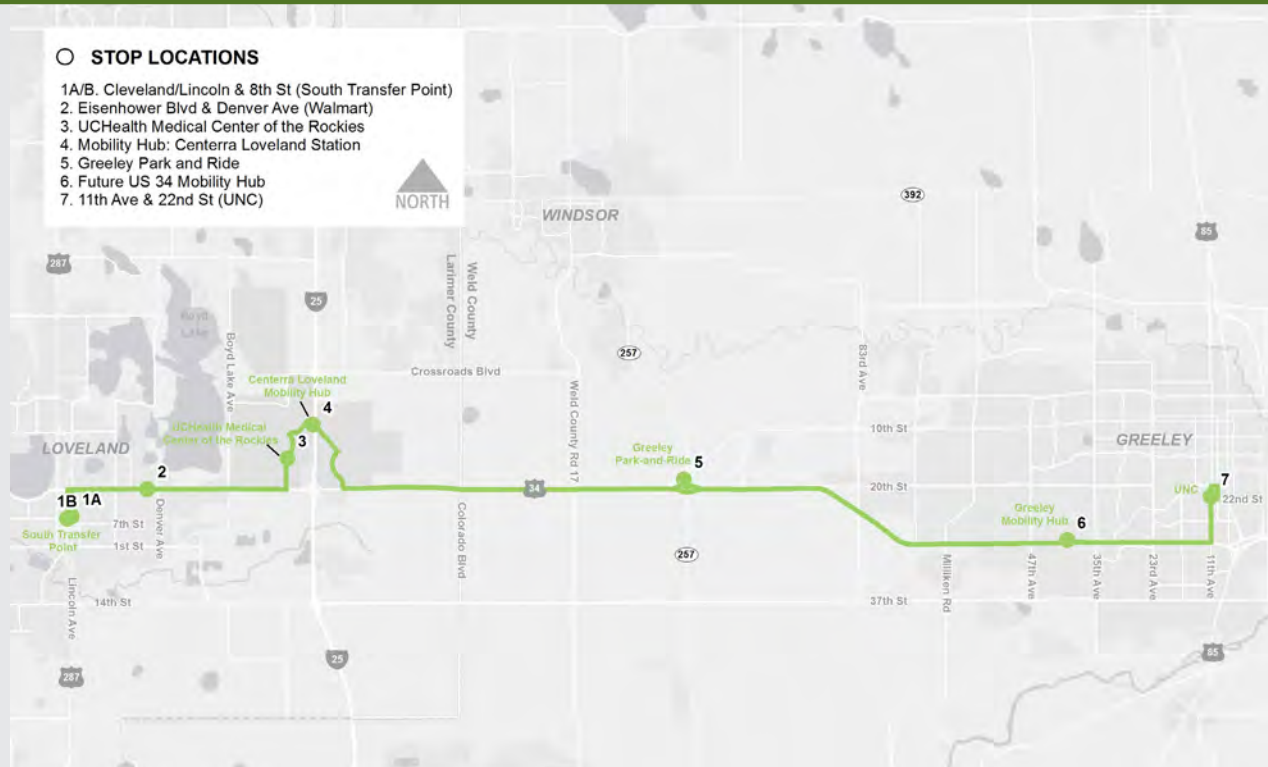 STOP LOCATIONS
1A/B. Cleveland/Lincoln & 8th St (South Transfer Point)
2. Eisenhower Blvd & Denver Ave (Walmart)
3. UCHealth Medical Center of the Rockies
4. Mobility Hub: Centerra Loveland Station
5. Greeley Park and Ride
6. Future US 34 Mobility Hub
7. 11th Ave & 22nd St (UNC)
NORTH
392
WINDSOR
85
287
Larimer County
Weld County
25
Boyd
Lake
Boyd Lake Ave
257
83rd Ave
Crossroads Blvd
Centerra Loveland
Mobility Hub
Weld County Rd 17
4
10th St
UCHealth Medical
Center of the Rockies
3
LOVELAND
GREELEY
Greeley
Park-and-Ride
5
2
34
20th St
7
UNC
22nd St
1B
1A
Denver Ave
7th St
South Transfer
Point
1st St
Colorado Blvd
Greeley
Mobility Hub
6
257
Lincoln Ave
14th St
Milliken Rd
47th Ave
35th Ave
23rd Ave
11th Ave
37th St
25
85
287